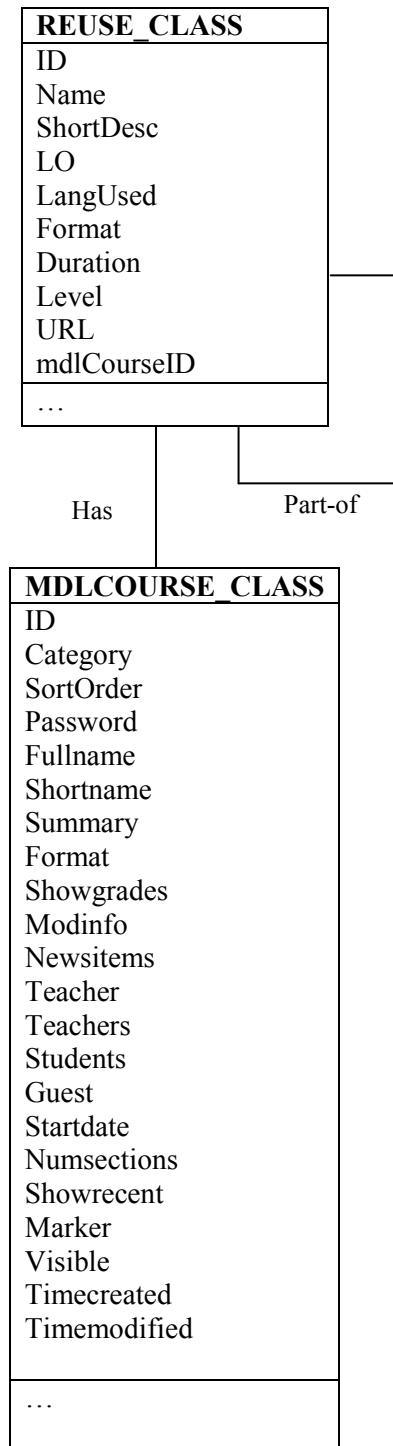 REUSE_CLASS
ID
Name
ShortDesc
LO
LangUsed
Format
Duration
Level
URL
mdlCourseID
…
Has
Part-of
MDLCOURSE_CLASS
ID
Category
SortOrder
Password
Fullname
Shortname
Summary
Format
Showgrades
Modinfo
Newsitems
Teacher
Teachers
Students
Guest
Startdate
Numsections
Showrecent
Marker
Visible
Timecreated
Timemodified
…